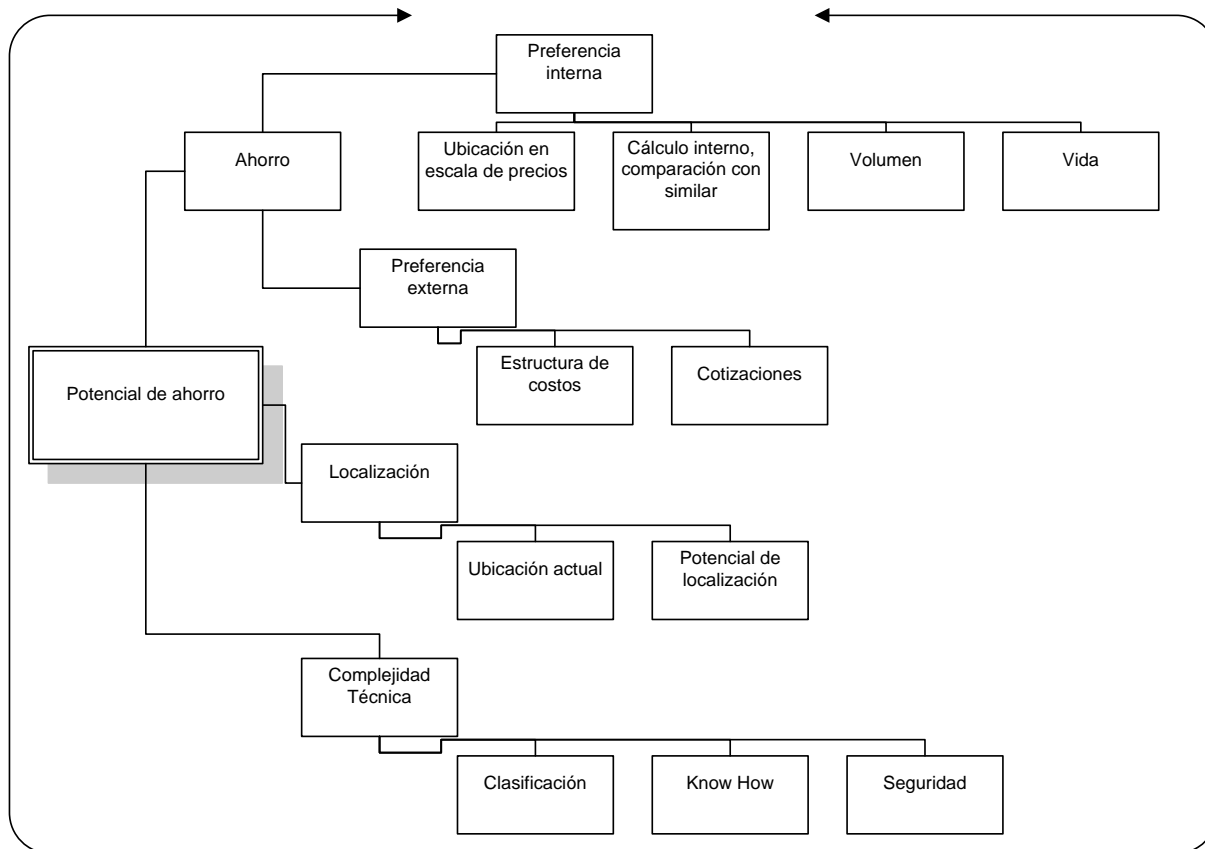 Preferencia
interna
Ahorro
Ubicación en
escala de precios
Cálculo interno,
comparación con
similar
Volumen
Vida
Preferencia
externa
Estructura de
costos
Cotizaciones
Potencial de ahorro
Localización
Ubicación actual
Potencial de
localización
Complejidad
Técnica
Clasificación
Know How
Seguridad